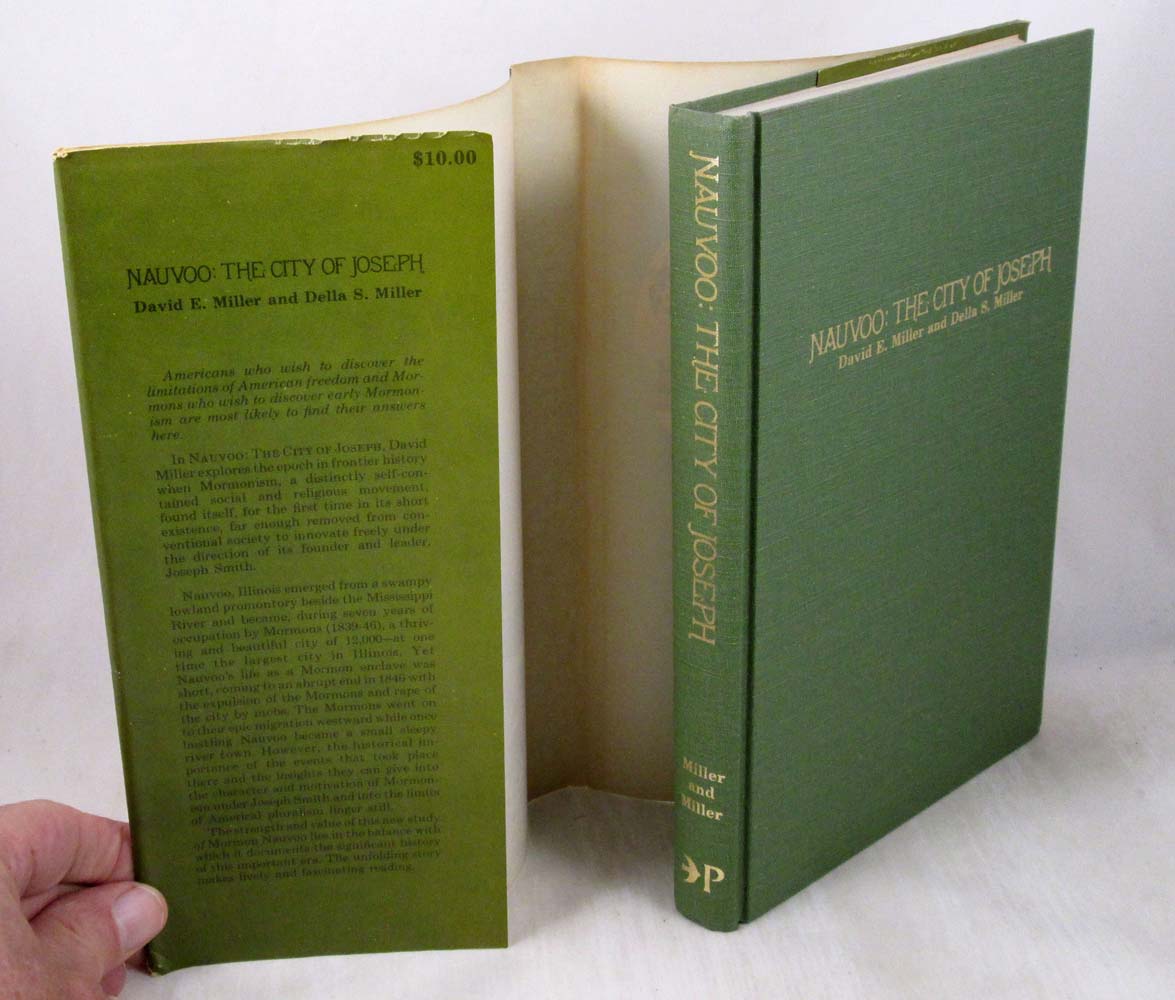 $10.00
NAUVOO: THE CITY OF JOSEPH
David E. Miller and Della S. Miller
Americans who wish to discover the
limitations of American freedom and Mor-
mons who wish to discover early Mormon-
ism are most likely to find their answers
here.
In NAUVOO: THE CITY OF JOSEPH, David
Miller explores the epoch in frontier history
when Mormonism, a distinctly self-con-
tained social and religious movement,
found itself, for the first time in its short
existence, far enough removed from con-
ventional society to innovate freely under
the direction of its founder and leader,
Joseph Smith.
Nauvoo, Illinois emerged from a swampy
lowland promontory beside the Mississippi
River and became, during seven years of
occupation by Mormons (1839-46), a thriv-
ing and beautiful city of 12,000—at one
time the largest city in Illinois. Yet
Nauvoo's life as a Mormon enclave was
short, coming to an abrupt end in 1846 with
the expulsion of the Mormons and rape of
the city by mobs. The Mormons went on
to their epic migration westward while once
bustling Nauvoo became a small sleepy
river town. However, the historical im-
portance of the events that took place
there and the insights they can give into
the character and motivation of Mormon-
ism under Joseph Smith and into the limits
of American pluralism linger still.
The strength and value of this new study
of Mormon Nauvoo lies in the balance with
which it documents the significant history
of this important era. The unfolding story
makes lively and fascinating reading.
NAUVOO: THE CITY OF JOSEPH
Miller
and
Miller
P
NAUVOO: THE CITY OF JOSEPH
David E. Miller and Della S. Miller